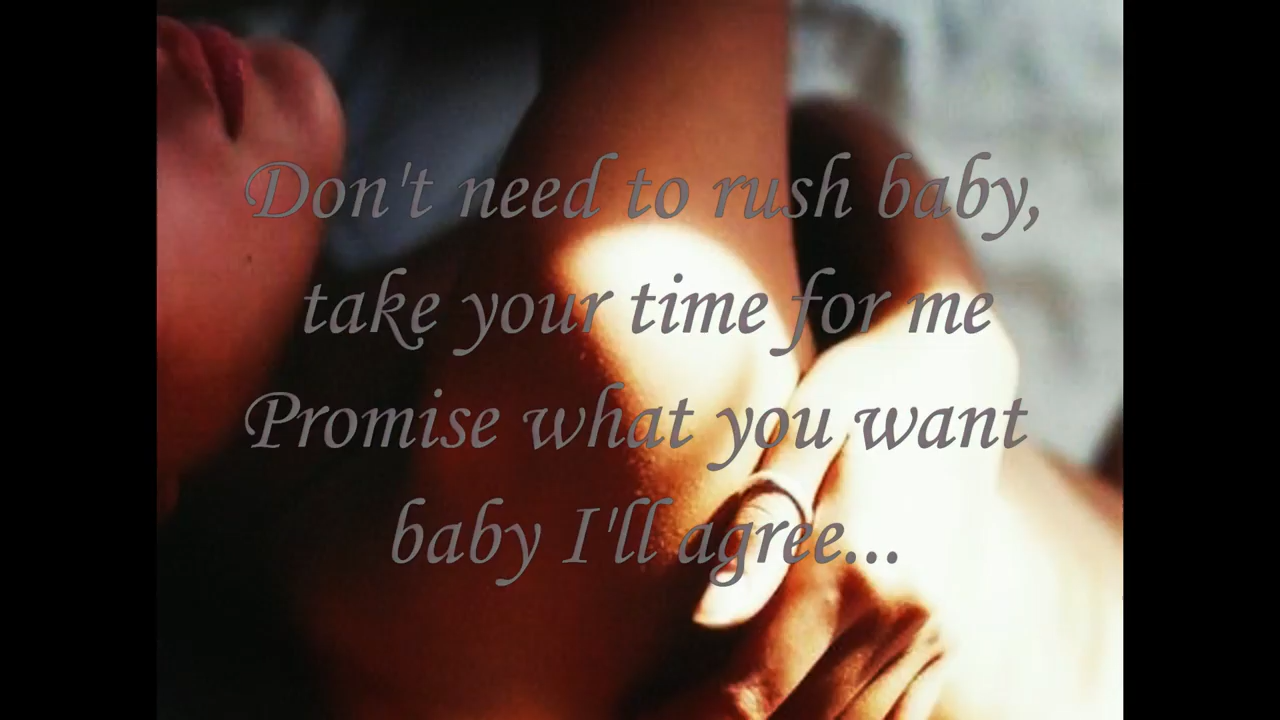 Don't need to rush baby,
take your time for me
Promise what you want
baby I'll agree...